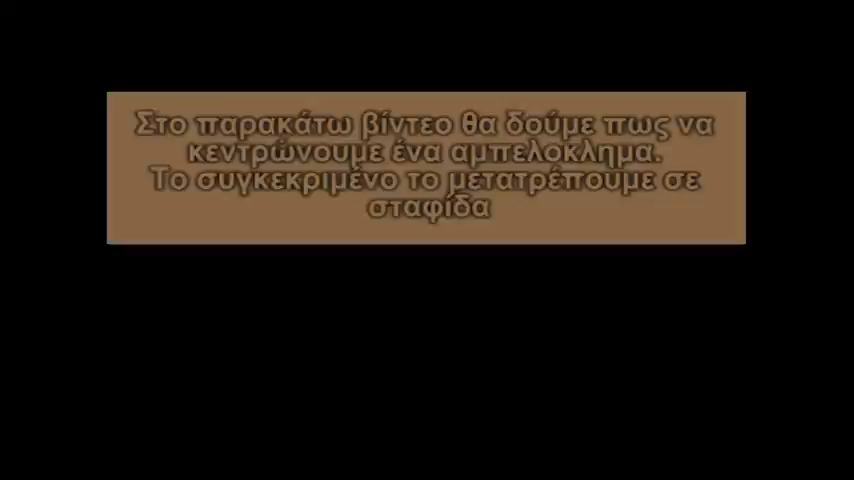 Στο παρακάτω βίντεο θα δούμε πως να
κεντρώνουμε ένα αμπελοκλημα.
Το συγκεκριμένο το μετατρέπουμε σε
σταφίδα